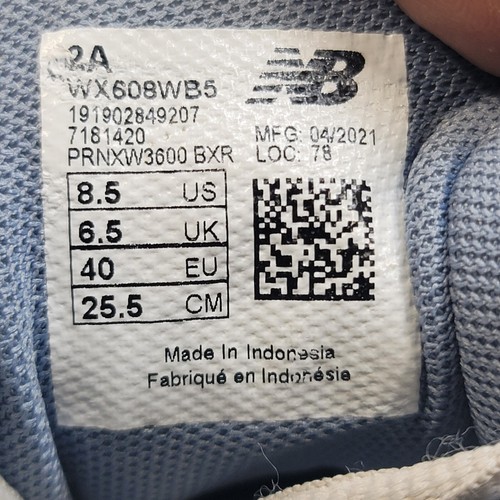 2A
WX608WB5
191902849207
7181420
PRNXW3600 BXR
NB
MFG: 04/2021
LOC: 78
8.5 US
6.5 UK
40 EU
25.5 CM
Made In Indonesia
Fabriqué en Indonésie